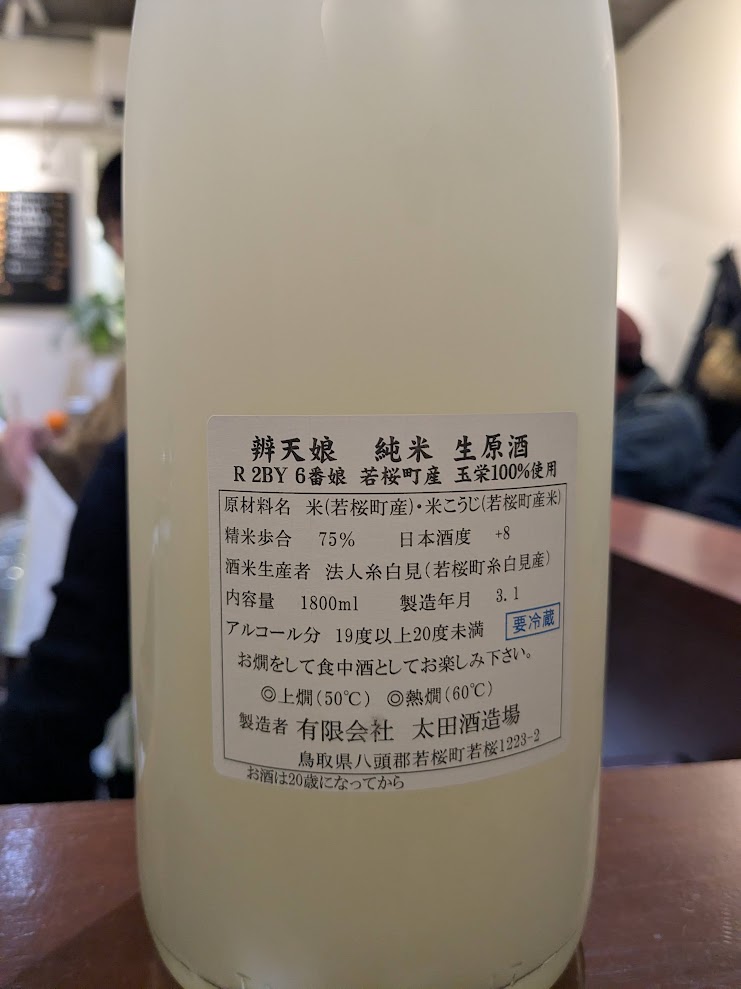 辨天娘 純米 生原酒
R 2BY 6番娘 若桜町産 玉栄100%使用
原材料名 米(若桜町産)・米こうじ(若桜町産米)
精米歩合 75% 日本酒度 +8
酒米生産者 法人糸白見(若桜町糸白見産)
内容量 1800ml 製造年月 3.1
アルコール分 19度以上20度未満 要冷蔵
お燗をして食中酒としてお楽しみ下さい。
◎上燗(50℃) ◎熱燗(60℃)
製造者 有限会社 太田酒造場
鳥取県八頭郡若桜町若桜1223-2
お酒は20歳になってから